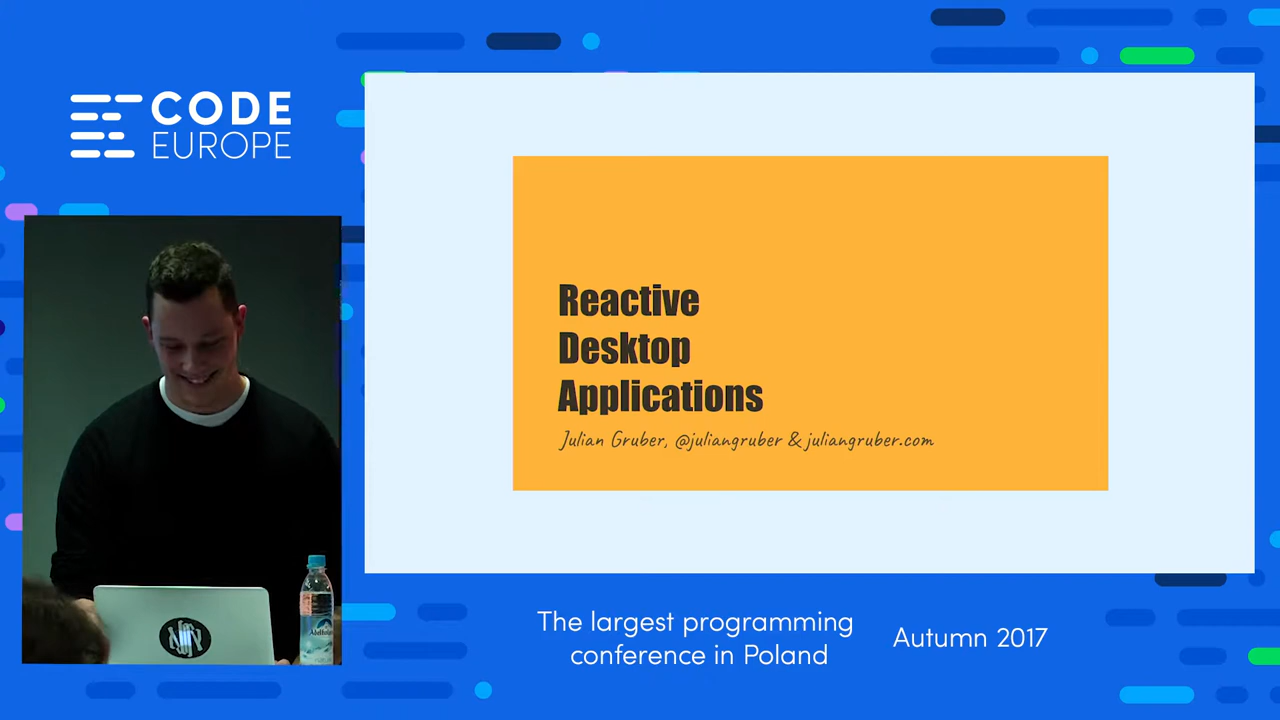 CODE
EUROPE
Reactive
Desktop
Applications
Julian Gruber, @juliangruber & juliangruber.com
The largest programming
conference in Poland
Autumn 2017